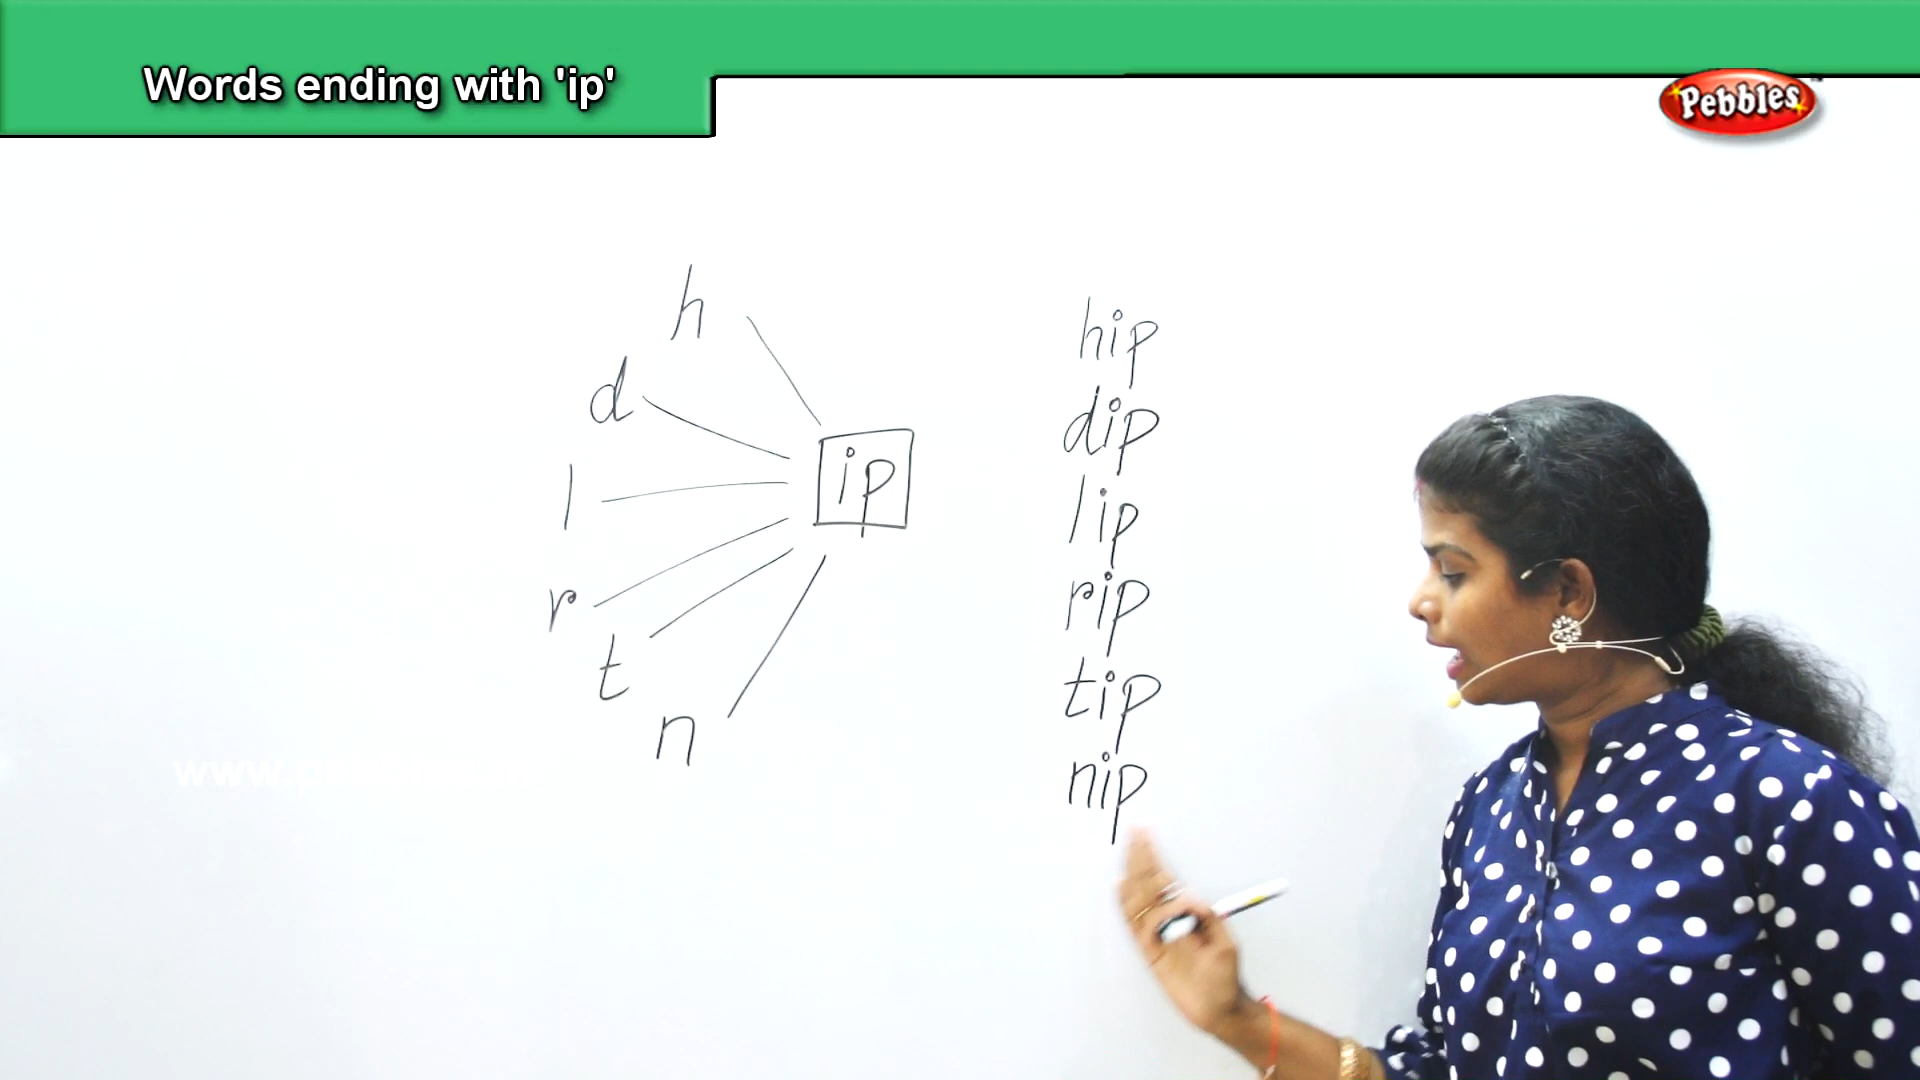 Words ending with 'ip'
Pebbles
h
d
l
r
t
n
ip
hip
dip
lip
rip
tip
nip